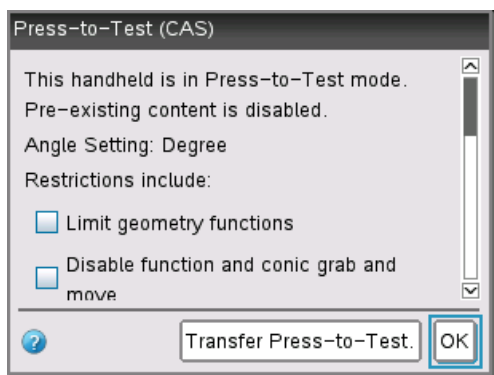 Press-to-Test (CAS)
This handheld is in Press-to-Test mode.
Pre-existing content is disabled.
Angle Setting: Degree
Restrictions include:
Limit geometry functions
Disable function and conic grab and
move
?
Transfer Press-to-Test.
OK